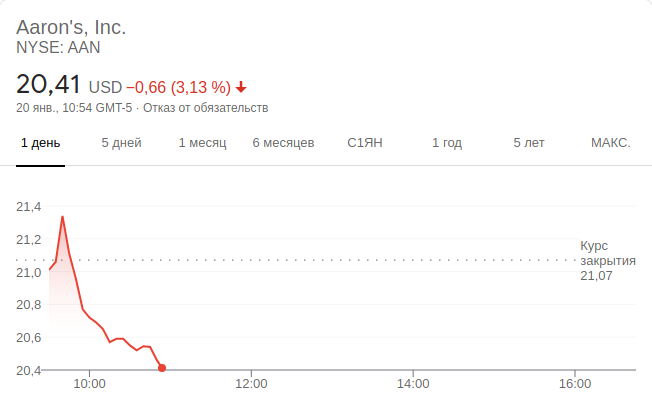 Aaron's, Inc.
NYSE: AAN
20,41 USD −0,66 (3,13 %)
20 янв., 10:54 GMT-5 · Отказ от обязательств
1 день 5 дней 1 месяц 6 месяцев С1ЯН 1 год 5 лет МАКС.
21,4
21,2
21,0
20,8
20,6
20,4
Курс
закрытия
21,07
10:00 12:00 14:00 16:00